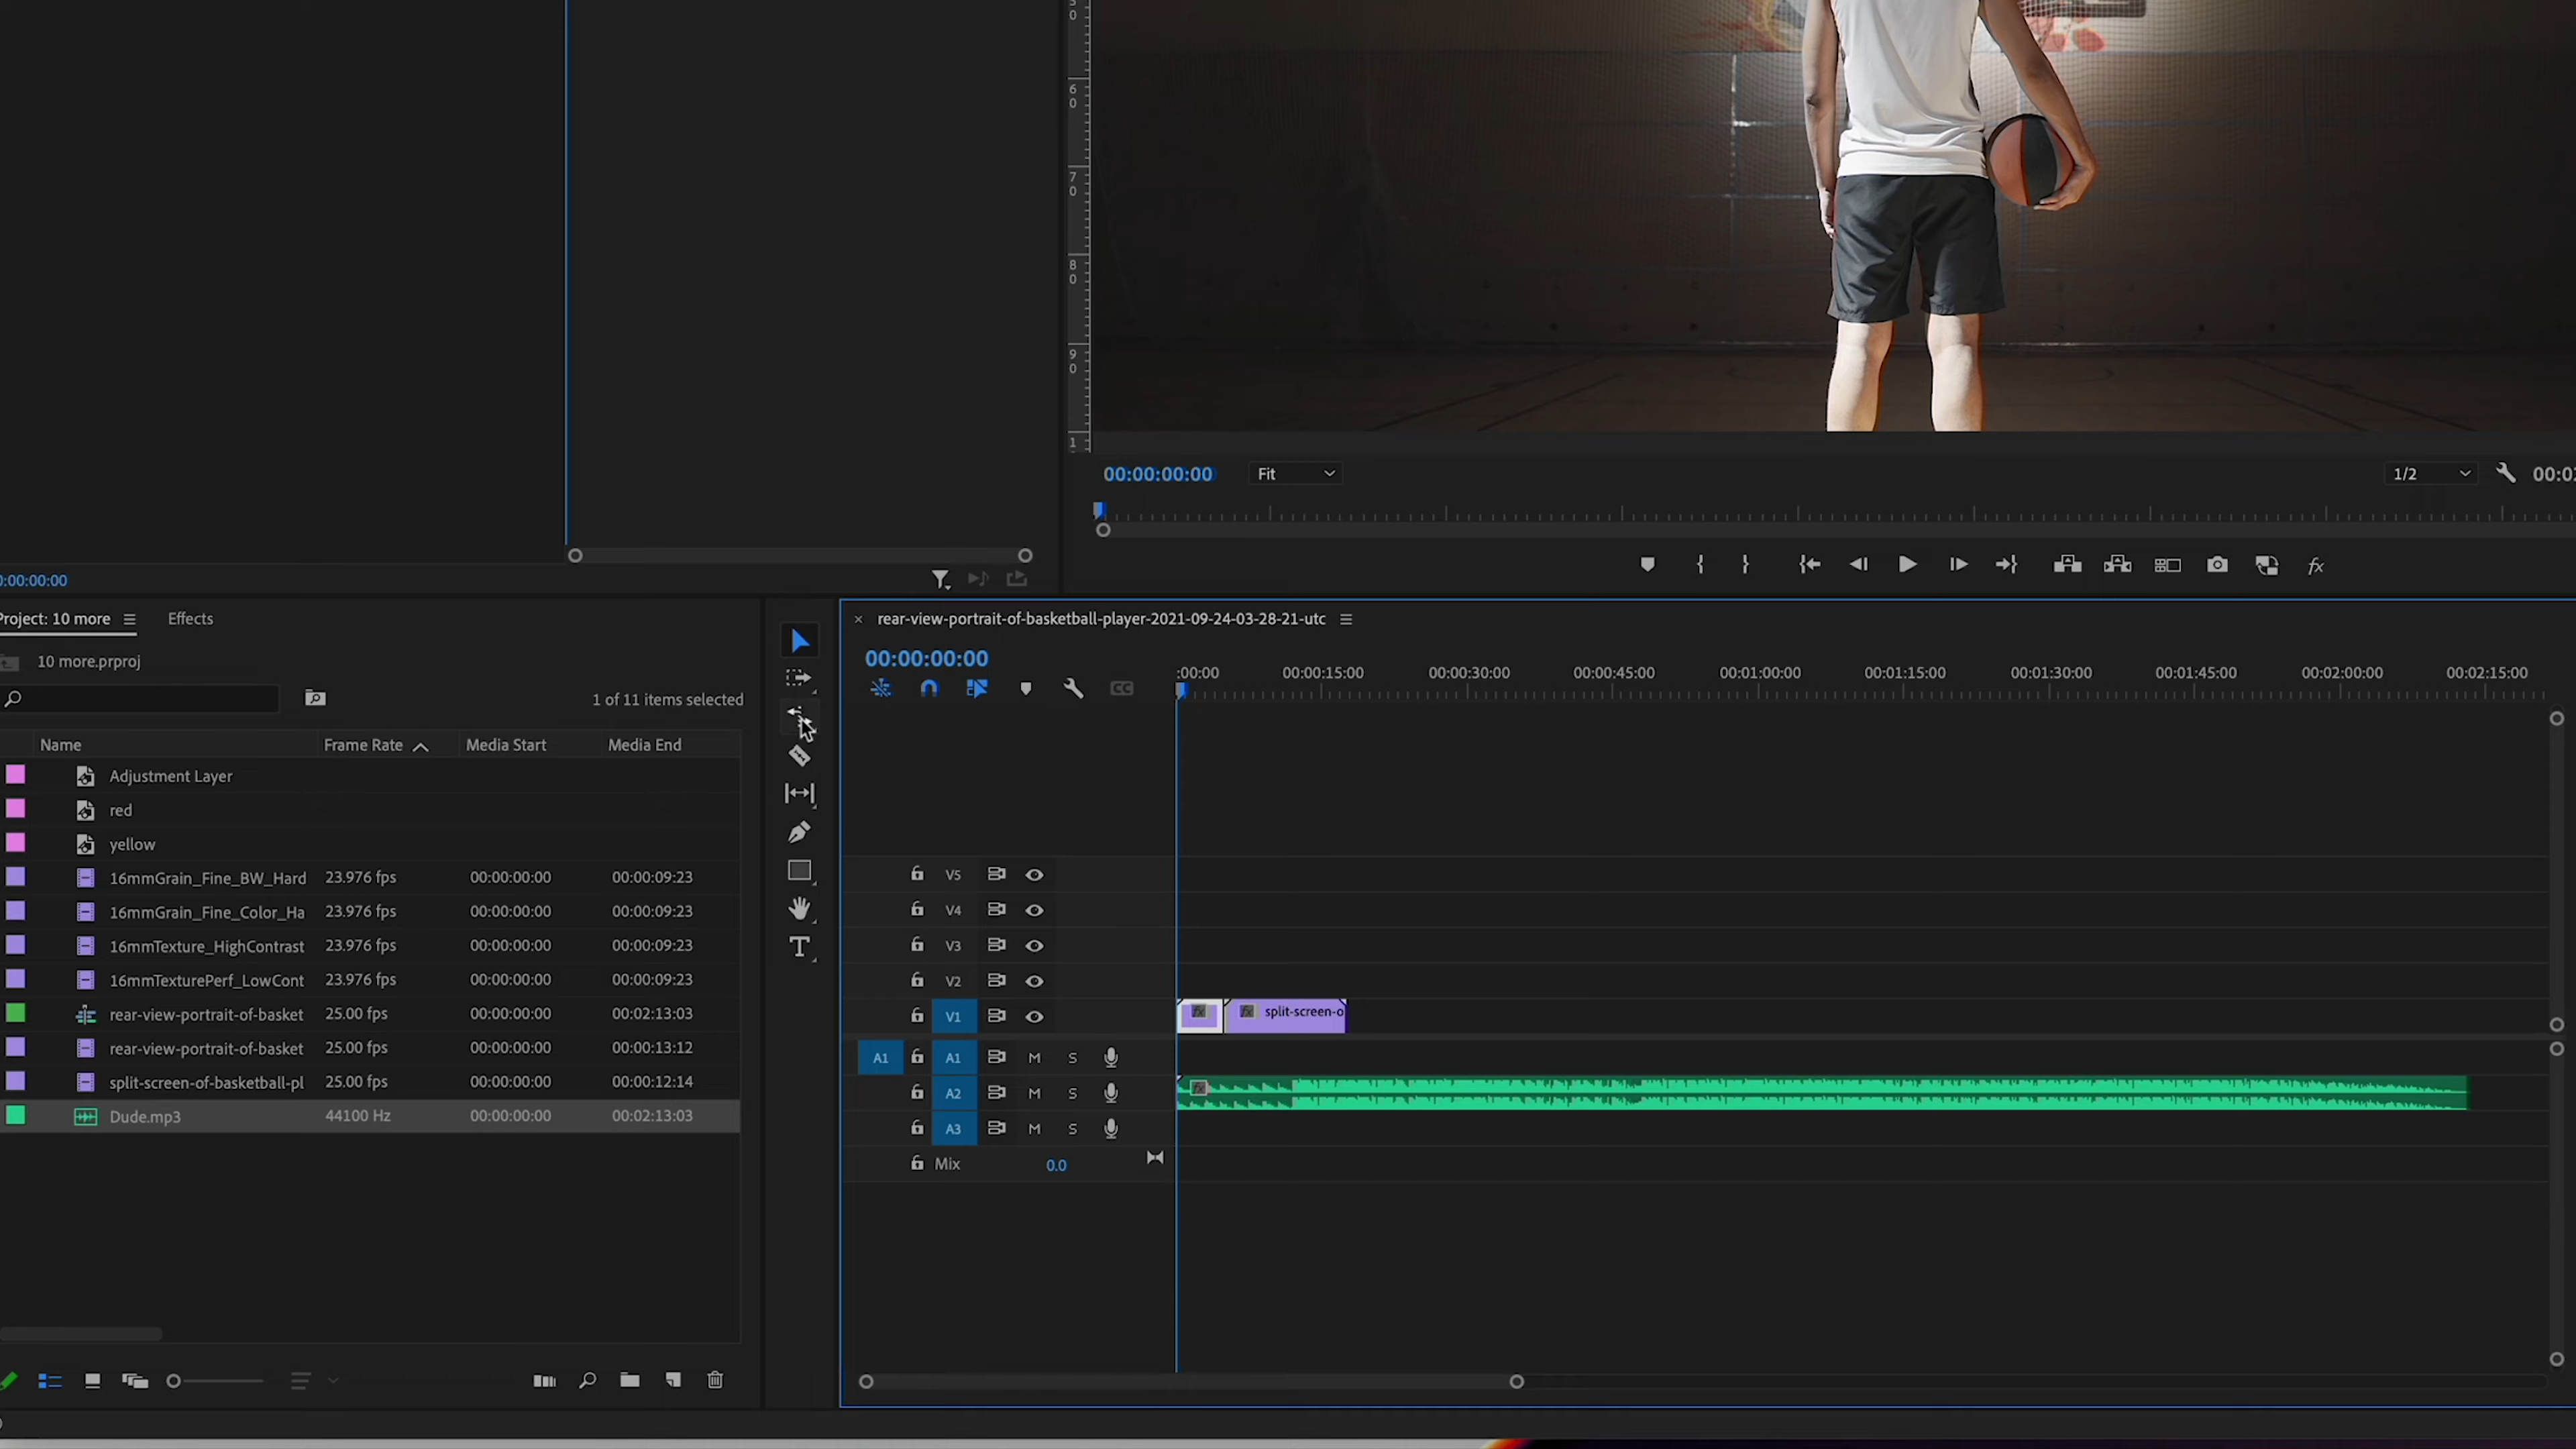 60
70
80
90
1
00:00:00:00 Fit 1/2
:00:00:00
Project: 10 more Effects
rear-view-portrait-of-basketball-player-2021-09-24-03-28-21-utc
10 more.prproj
00:00:00:00
1 of 11 items selected
:00:00 00:00:15:00 00:00:30:00 00:00:45:00 00:01:00:00 00:01:15:00 00:01:30:00 00:01:45:00 00:02:00:00 00:02:15:00
CC
Name Frame Rate Media Start Media End
Adjustment Layer
red
yellow
16mmGrain_Fine_BW_Hard 23.976 fps 00:00:00:00 00:00:09:23
16mmGrain_Fine_Color_Ha 23.976 fps 00:00:00:00 00:00:09:23
16mmTexture_HighContrast 23.976 fps 00:00:00:00 00:00:09:23
16mmTexturePerf_LowCont 23.976 fps 00:00:00:00 00:00:09:23
rear-view-portrait-of-basket 25.00 fps 00:00:00:00 00:02:13:03
rear-view-portrait-of-basket 25.00 fps 00:00:00:00 00:00:13:12
split-screen-of-basketball-pl 25.00 fps 00:00:00:00 00:00:12:14
Dude.mp3 44100 Hz 00:00:00:00 00:02:13:03
T
fx
V5
V4
V3
V2
V1 fx fx split-screen-o
A1 A1 M S
A2 M S fx
A3 M S
Mix 0.0